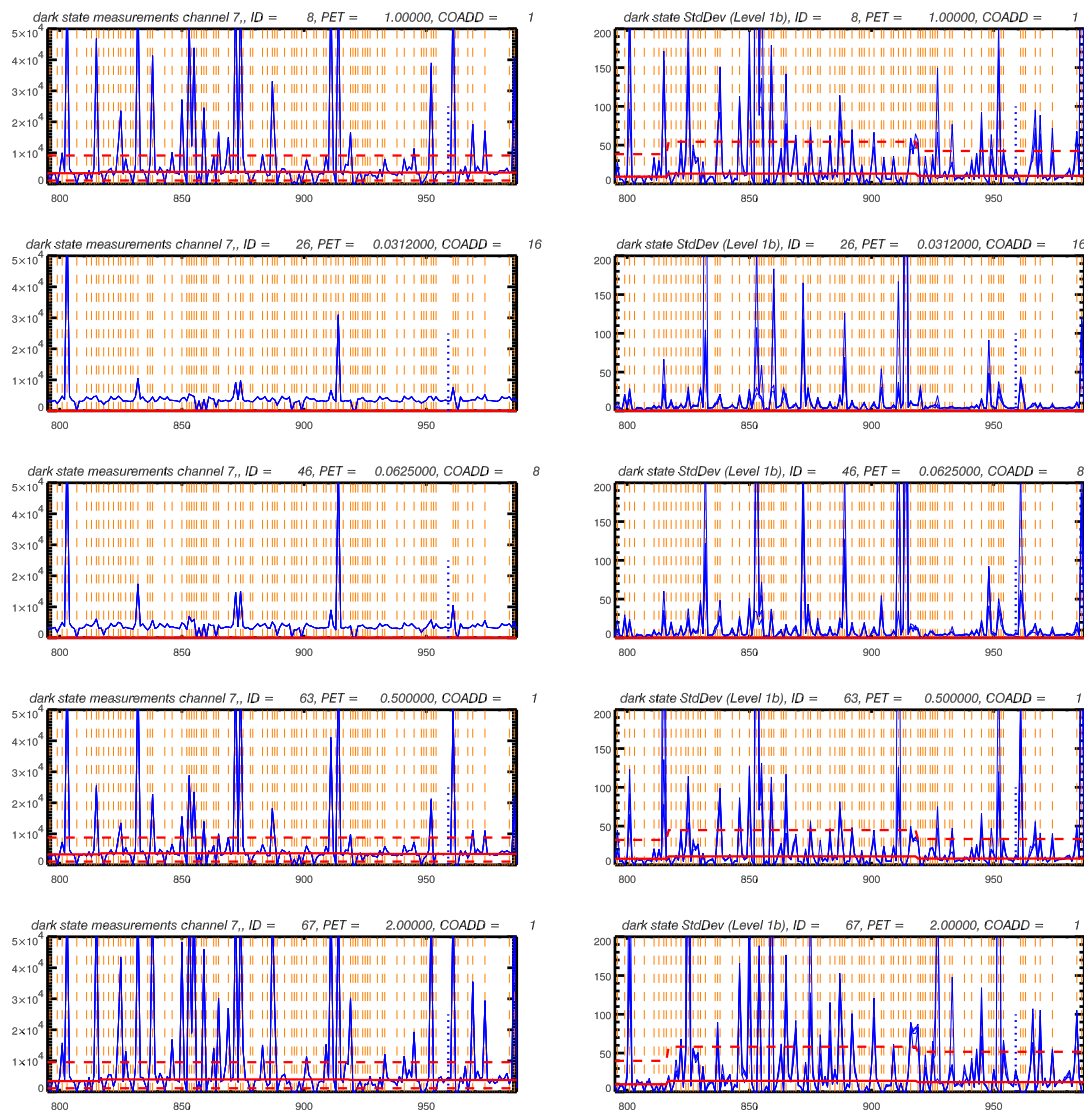 dark state measurements channel 7,, ID = 8, PET = 1.00000, COADD = 1
dark state StdDev (Level 1b), ID = 8, PET = 1.00000, COADD = 1
5×10⁴
4×10⁴
3×10⁴
2×10⁴
1×10⁴
0
800 850 900 950
200
150
100
50
0
800 850 900 950
dark state measurements channel 7,, ID = 26, PET = 0.0312000, COADD = 16
dark state StdDev (Level 1b), ID = 26, PET = 0.0312000, COADD = 16
5×10⁴
4×10⁴
3×10⁴
2×10⁴
1×10⁴
0
800 850 900 950
200
150
100
50
0
800 850 900 950
dark state measurements channel 7,, ID = 46, PET = 0.0625000, COADD = 8
dark state StdDev (Level 1b), ID = 46, PET = 0.0625000, COADD = 8
5×10⁴
4×10⁴
3×10⁴
2×10⁴
1×10⁴
0
800 850 900 950
200
150
100
50
0
800 850 900 950
dark state measurements channel 7,, ID = 63, PET = 0.500000, COADD = 1
dark state StdDev (Level 1b), ID = 63, PET = 0.500000, COADD = 1
5×10⁴
4×10⁴
3×10⁴
2×10⁴
1×10⁴
0
800 850 900 950
200
150
100
50
0
800 850 900 950
dark state measurements channel 7,, ID = 67, PET = 2.00000, COADD = 1
dark state StdDev (Level 1b), ID = 67, PET = 2.00000, COADD = 1
5×10⁴
4×10⁴
3×10⁴
2×10⁴
1×10⁴
0
800 850 900 950
200
150
100
50
0
800 850 900 950